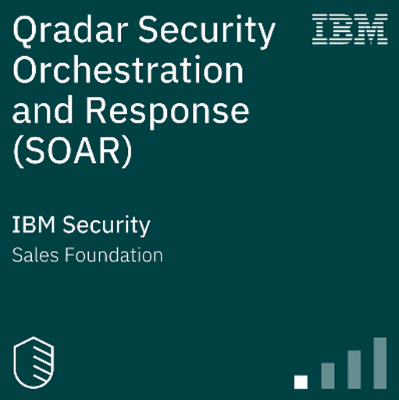 Qradar Security
IBM
Orchestration
and Response
(SOAR)
IBM Security
Sales Foundation